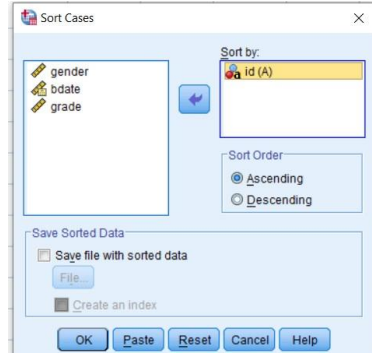 Sort Cases
Sort by:
gender
bdate
grade
id (A)
Sort Order
Ascending
Descending
Save Sorted Data
Save file with sorted data
File...
Create an index
OK
Paste
Reset
Cancel
Help